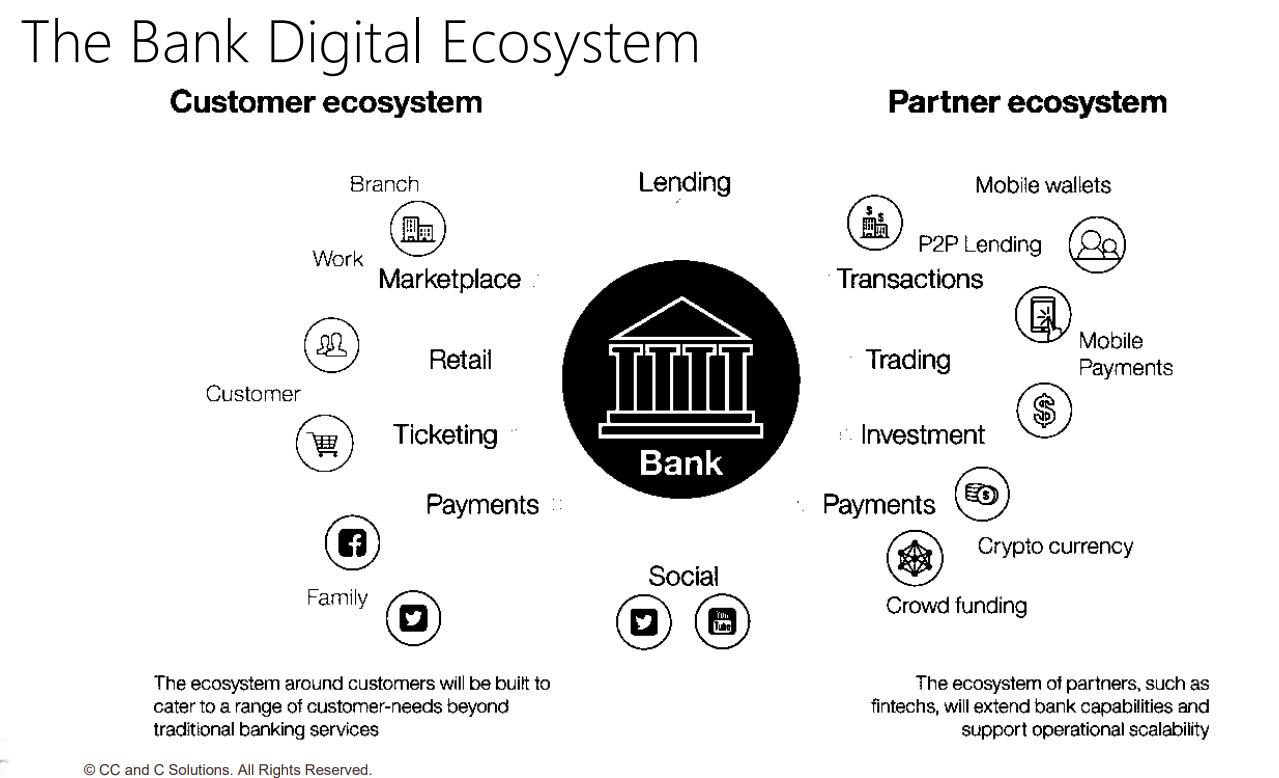 The Bank Digital Ecosystem
Customer ecosystem
Partner ecosystem
Branch
Work
Marketplace
Retail
Customer
Ticketing
Payments
Family
Lending
Bank
Social
You
Tube
Mobile wallets
P2P Lending
Transactions
Mobile
Payments
Trading
Investment
Payments
Crypto currency
Crowd funding
The ecosystem around customers will be built to
cater to a range of customer-needs beyond
traditional banking services
The ecosystem of partners, such as
fintechs, will extend bank capabilities and
support operational scalability
© CC and C Solutions. All Rights Reserved.